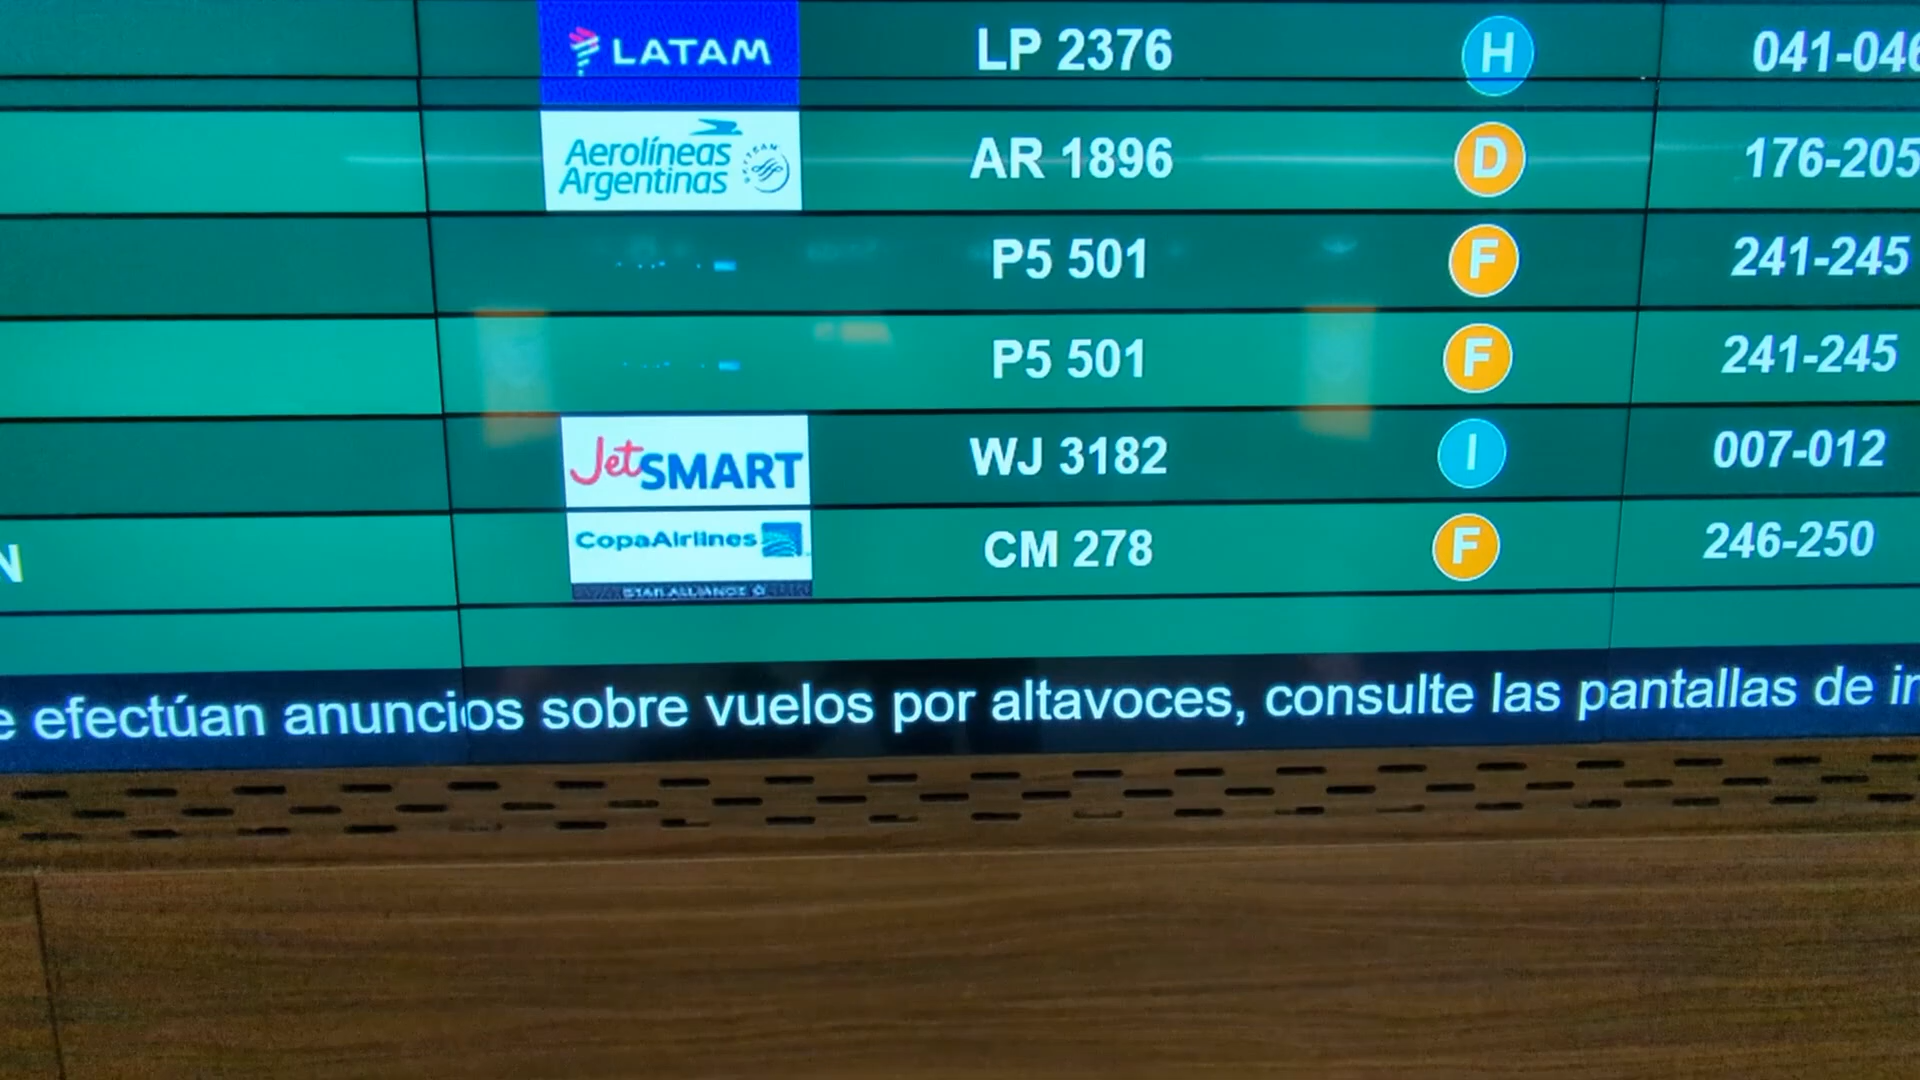 LATAM LP 2376 H 041-046
Aerolíneas Argentinas AR 1896 D 176-205
P5 501 F 241-245
P5 501 F 241-245
JetSMART WJ 3182 I 007-012
N CopaAirlines CM 278 F 246-250
STAR ALLIANCE
e efectúan anuncios sobre vuelos por altavoces, consulte las pantallas de in